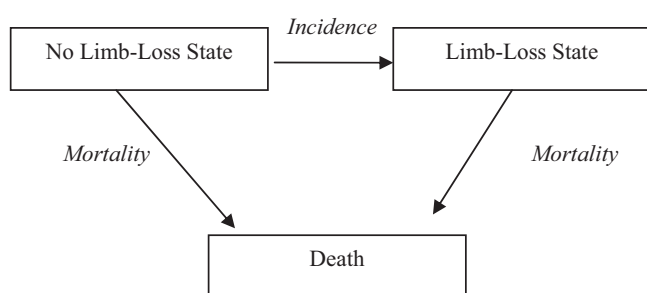 Incidence
No Limb-Loss State
Limb-Loss State
Mortality
Mortality
Death